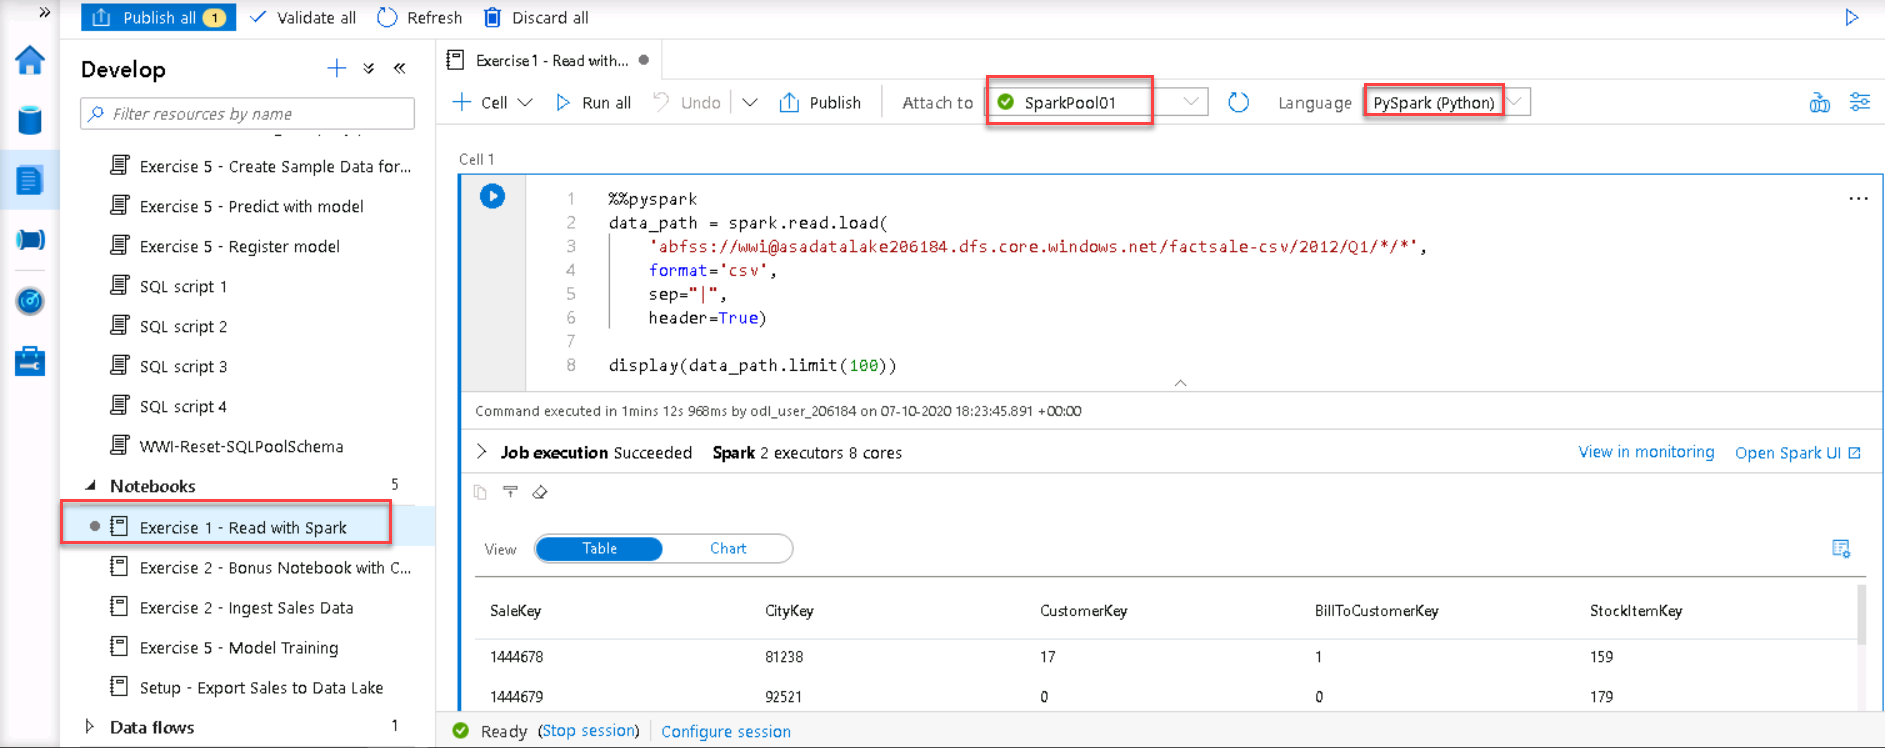 »
Publish all 1 Validate all Refresh Discard all
Develop
Filter resources by name
Exercise 5 - Create Sample Data for...
Exercise 5 - Predict with model
Exercise 5 - Register model
SQL script 1
SQL script 2
SQL script 3
SQL script 4
WWI-Reset-SQLPoolSchema
Notebooks 5
Exercise 1 - Read with Spark
Exercise 2 - Bonus Notebook with C...
Exercise 2 - Ingest Sales Data
Exercise 5 - Model Training
Setup - Export Sales to Data Lake
Data flows 1
Exercise 1 - Read with...
Cell Run all Undo Publish Attach to SparkPool01 Language PySpark (Python)
Cell 1
1 %%pyspark
2 data_path = spark.read.load(
3 'abfss://wwi@asadatalake206184.dfs.core.windows.net/factsale-csv/2012/Q1/*/*',
4 format='csv',
5 sep="|",
6 header=True)
7
8 display(data_path.limit(100))
Command executed in 1mins 12s 968ms by odl_user_206184 on 07-10-2020 18:23:45.891 +00:00
Job execution Succeeded Spark 2 executors 8 cores View in monitoring Open Spark UI
View Table Chart
SaleKey CityKey CustomerKey BillToCustomerKey StockItemKey
1444678 81238 17 1 159
1444679 92521 0 0 179
Ready (Stop session) Configure session